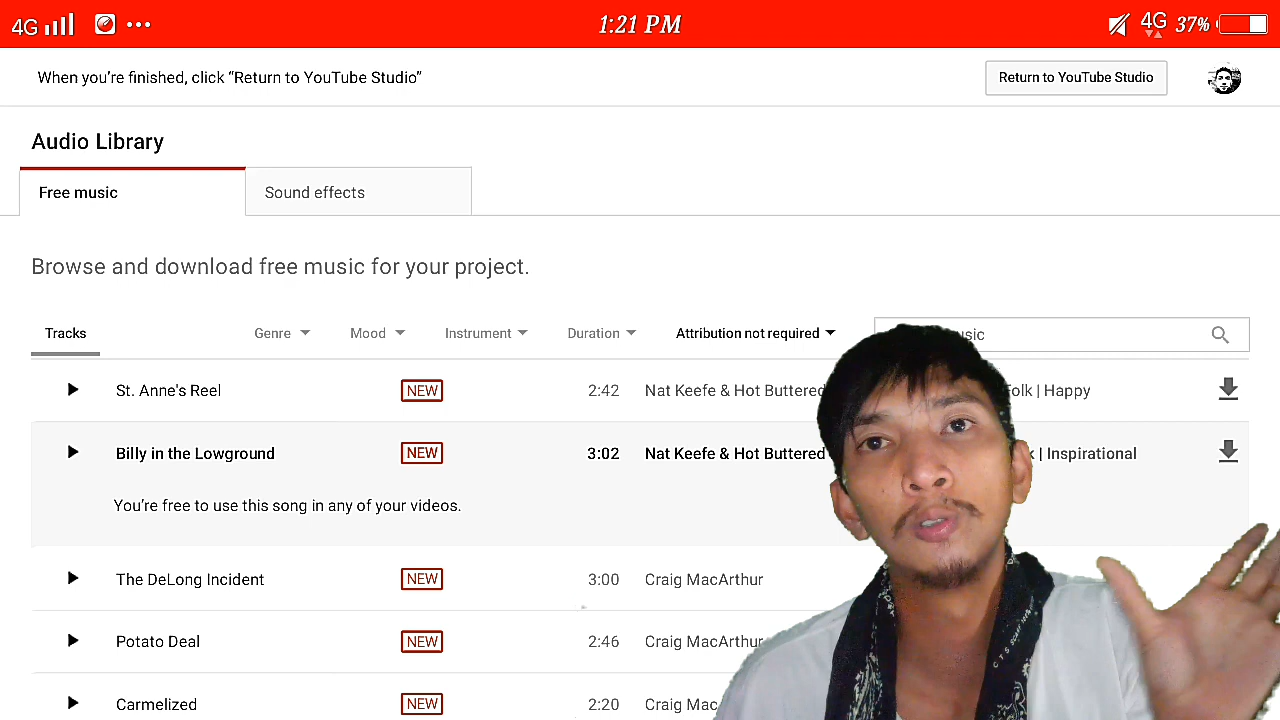 4G 1:21 PM 4G 37%
When you're finished, click “Return to YouTube Studio” Return to YouTube Studio
Audio Library
Free music Sound effects
Browse and download free music for your project.
Tracks Genre Mood Instrument Duration Attribution not required
St. Anne's Reel NEW 2:42 Nat Keefe & Hot Buttered | Happy
Billy in the Lowground NEW 3:02 Nat Keefe & Hot Buttered | Inspirational
You're free to use this song in any of your videos.
The DeLong Incident NEW 3:00 Craig MacArthur
Potato Deal NEW 2:46 Craig MacArthur
Carmelized NEW 2:20 Craig